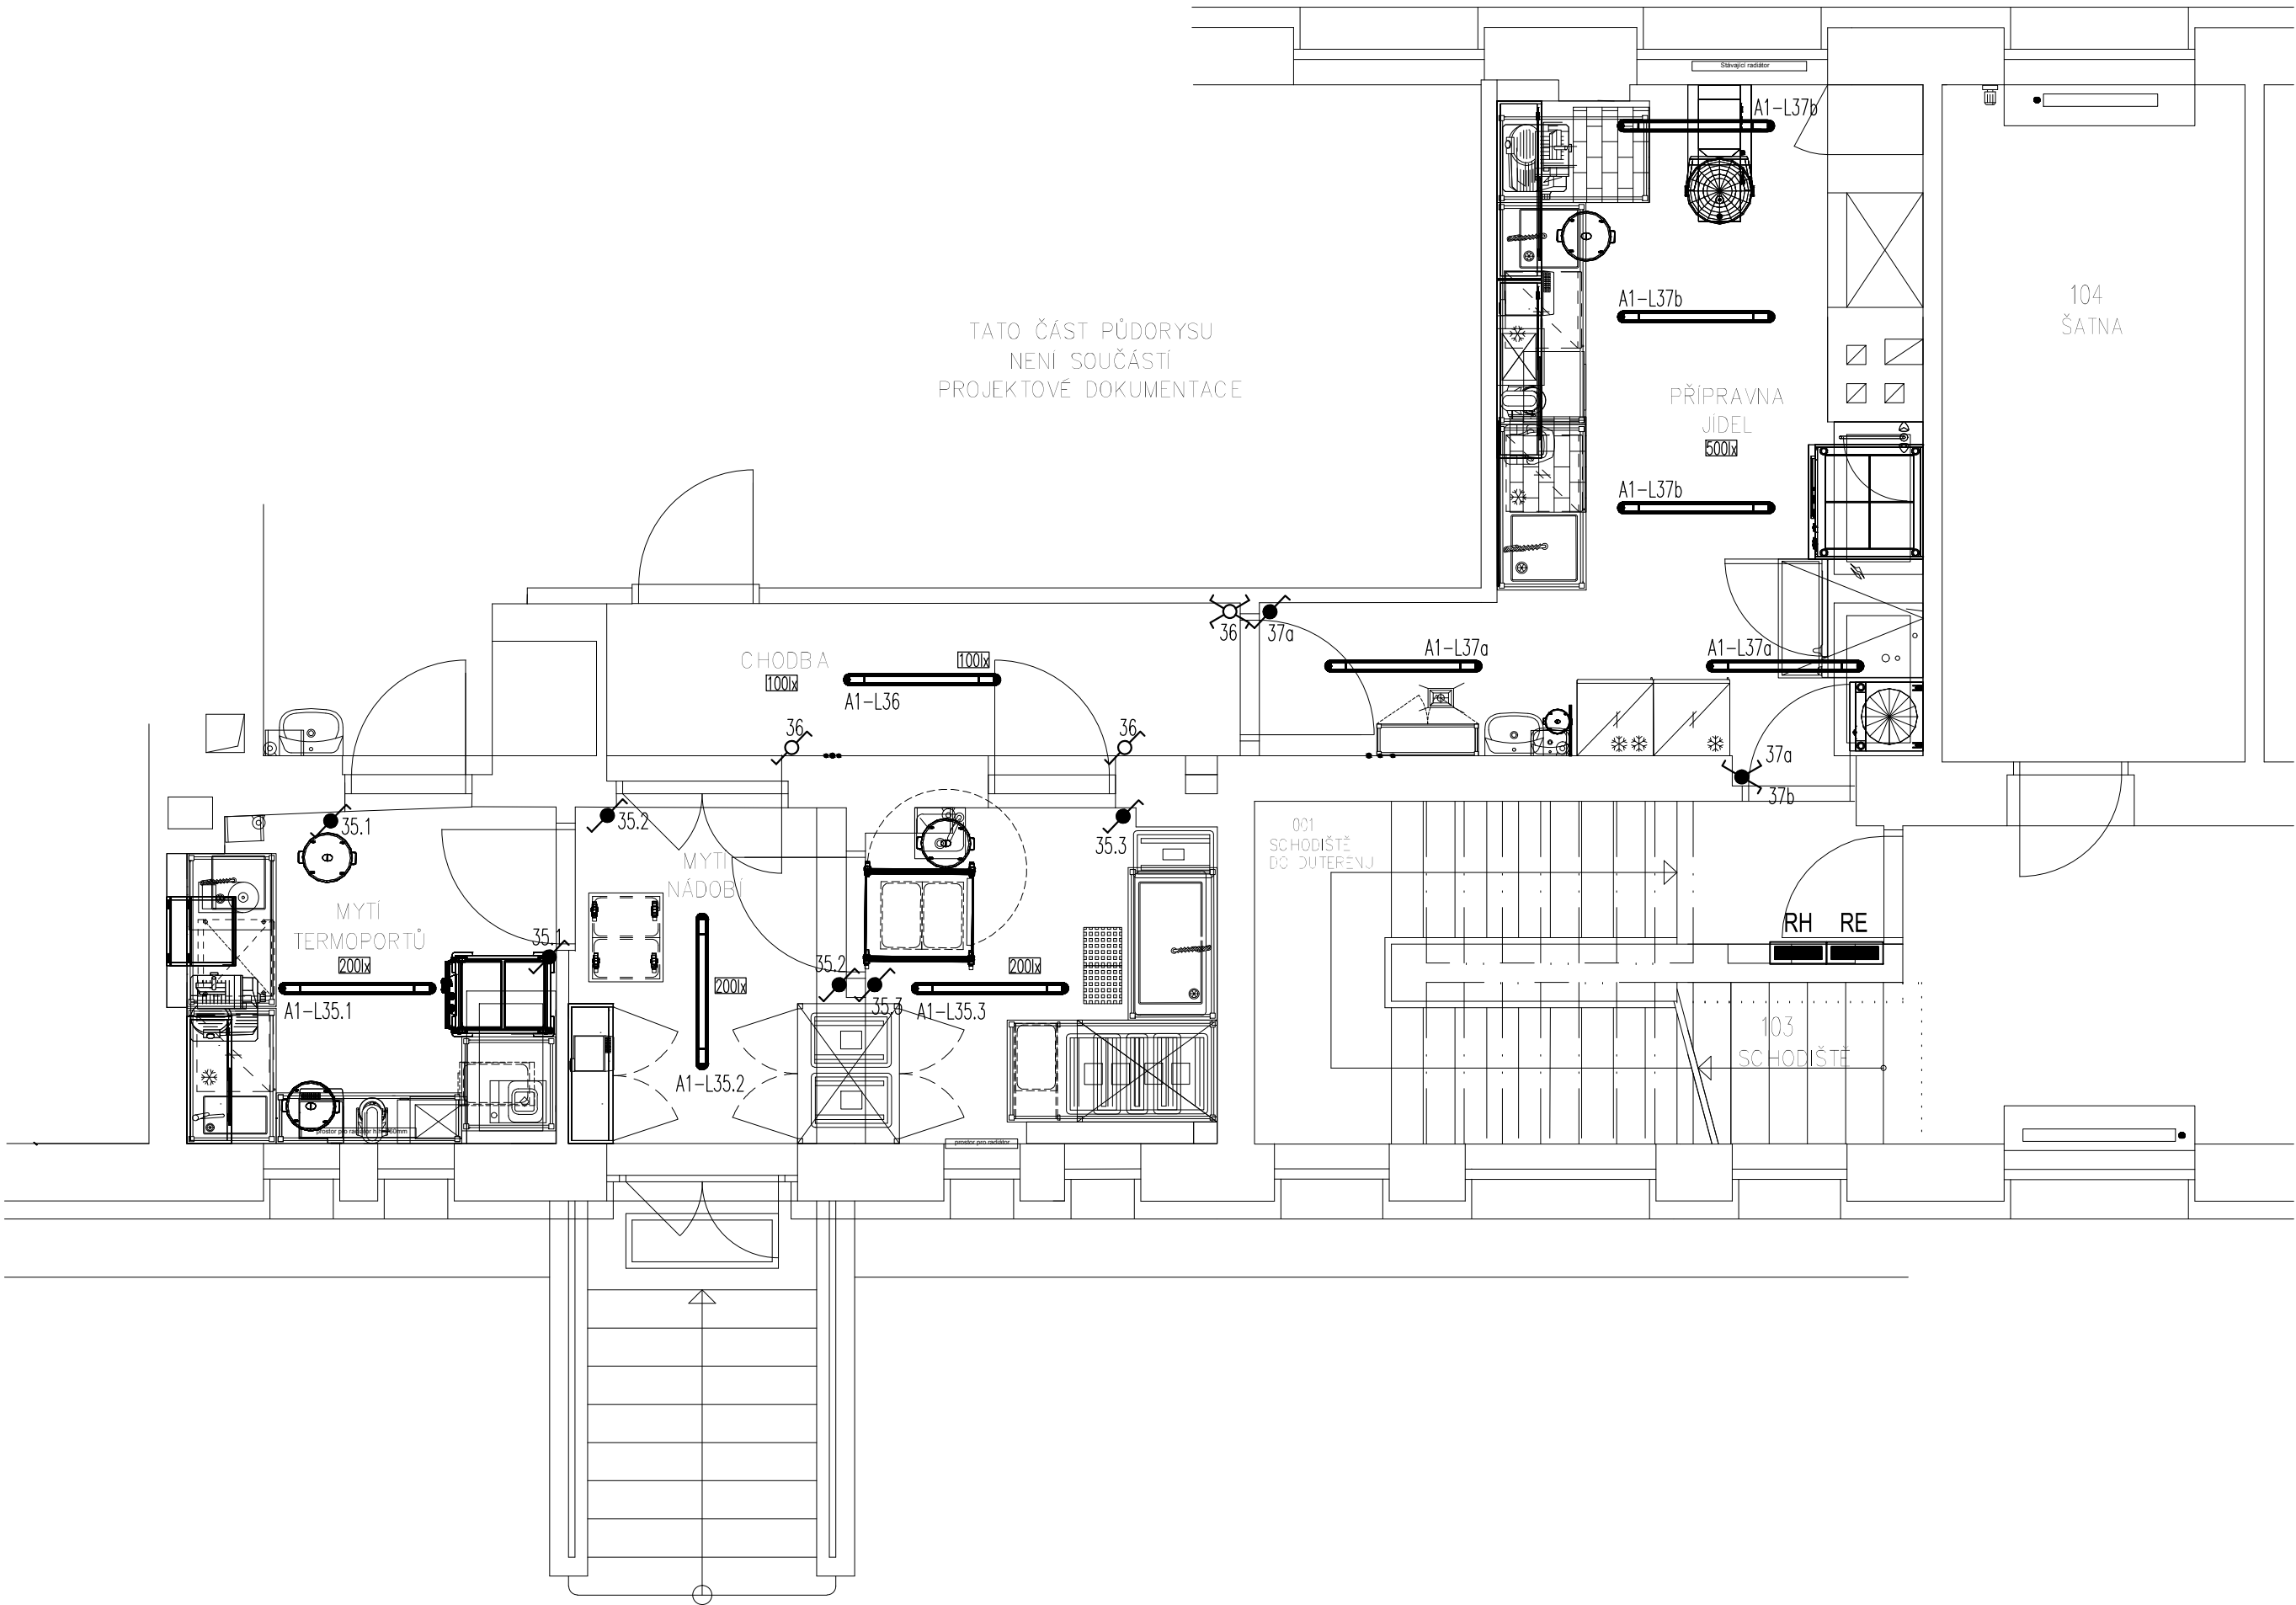 Stávající radiátor
A1-L37b
104
ŠATNA
A1-L37b
TATO ČÁST PŮDORYSU
NENÍ SOUČÁSTÍ
PROJEKTOVÉ DOKUMENTACE
PŘÍPRAVNA
JÍDEL
500lx
A1-L37b
36
37a
CHODBA
100lx
100lx
A1-L36
A1-L37a
A1-L37a
36
36
37a
37b
35.1
35.2
35.3
001
SCHODIŠTĚ
MYTÍ
NÁDOBÍ
MYTÍ
TERMOPORTŮ
200lx
35.1
RH
RE
35.2
200lx
200lx
35.3
A1-L35.1
A1-L35.3
103
SCHODIŠTĚ
A1-L35.2
prostor pro radiátor
prostor pro radiátor